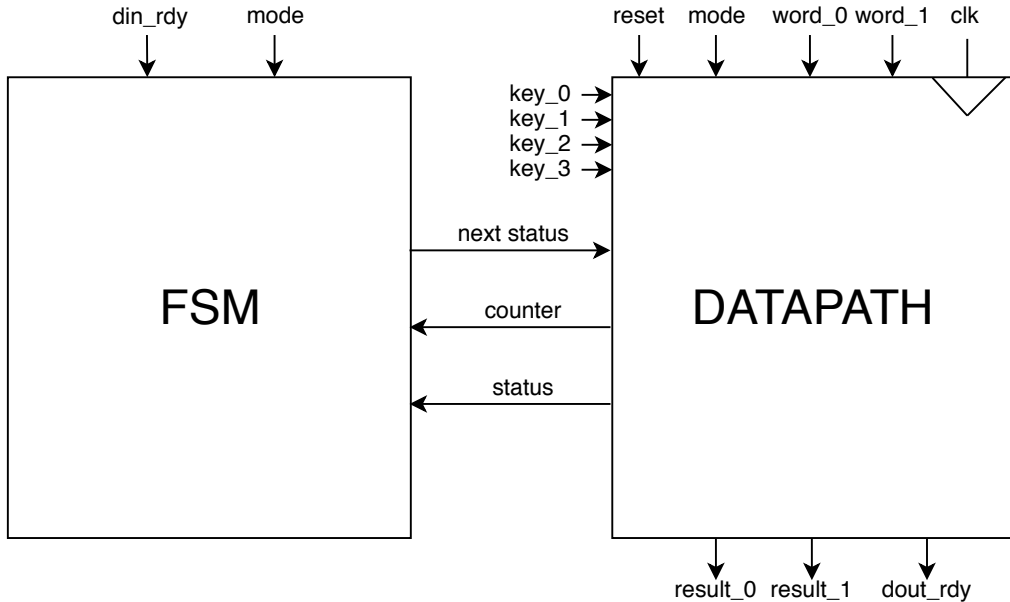 din_rdy mode reset mode word_0 word_1 clk
key_0
key_1
key_2
key_3
next status
FSM
DATAPATH
counter
status
result_0 result_1 dout_rdy